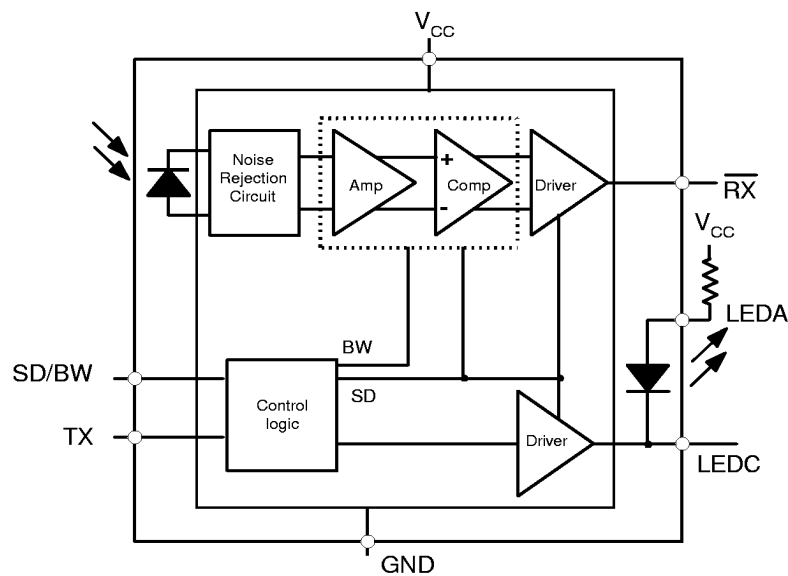 VCC
Noise
Rejection
Circuit
Amp
+
-
Comp
Driver
R̅X̅
VCC
LEDA
BW
SD/BW
SD
Control
logic
TX
Driver
LEDC
GND